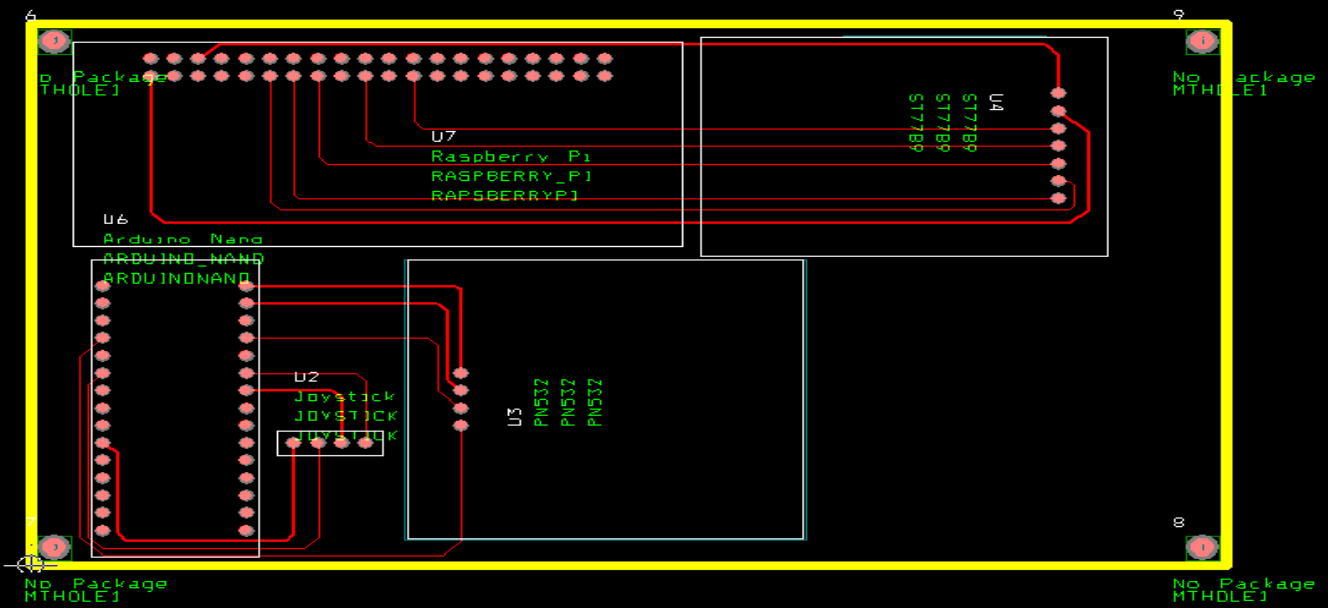 6
9
No Package
MTHOLE1
No Package
MTHOLE1
U4
ST7789
ST7789
ST7789
U7
Raspberry Pi
RASPBERRY_PI
RAPSBERRYPI
U6
Arduino Nano
ARDUINO_NANO
ARDUINONANO
U2
Joystick
JOYSTICK
JOYSTICK
U3
PN532
PN532
PN532
7
8
No Package
MTHOLE1
No Package
MTHOLE1